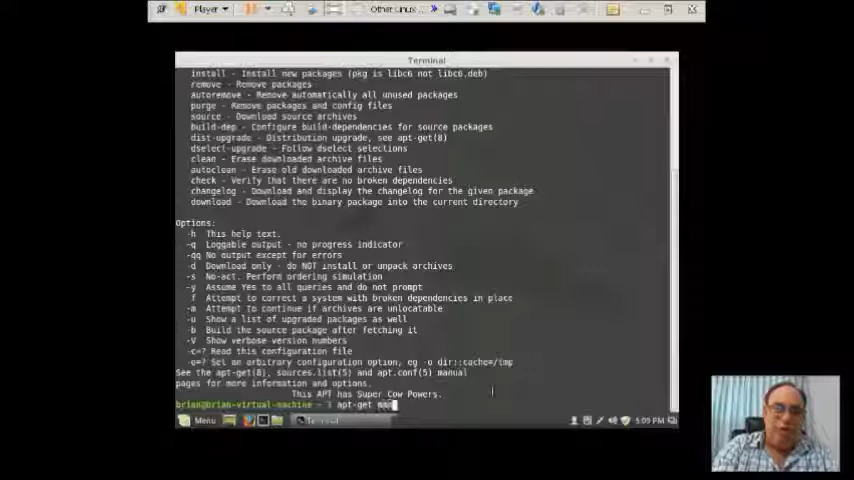 Player
Other Linux...
Terminal
install - Install new packages (pkg is libc6 not libc6.deb)
remove - Remove packages
autoremove - Remove automatically all unused packages
purge - Remove packages and config files
source - Download source archives
build-dep - Configure build-dependencies for source packages
dist-upgrade - Distribution upgrade, see apt-get(8)
dselect-upgrade - Follow dselect selections
clean - Erase downloaded archive files
autoclean - Erase old downloaded archive files
check - Verify that there are no broken dependencies
changelog - Download and display the changelog for the given package
download - Download the binary package into the current directory
Options:
-h This help text.
-q Loggable output - no progress indicator
-qq No output except for errors
-d Download only - do NOT install or unpack archives
-s No-act. Perform ordering simulation
-y Assume Yes to all queries and do not prompt
-f Attempt to correct a system with broken dependencies in place
-m Attempt to continue if archives are unlocatable
-u Show a list of upgraded packages as well
-b Build the source package after fetching it
-V Show verbose version numbers
-c=? Read this configuration file
-o=? Set an arbitrary configuration option, eg -o dir::cache=/tmp
See the apt-get(8), sources.list(5) and apt.conf(5) manual
pages for more information and options.
This APT has Super Cow Powers.
brian@brian-virtual-machine ~ $ apt-get
Menu
Terminal
5:09 PM